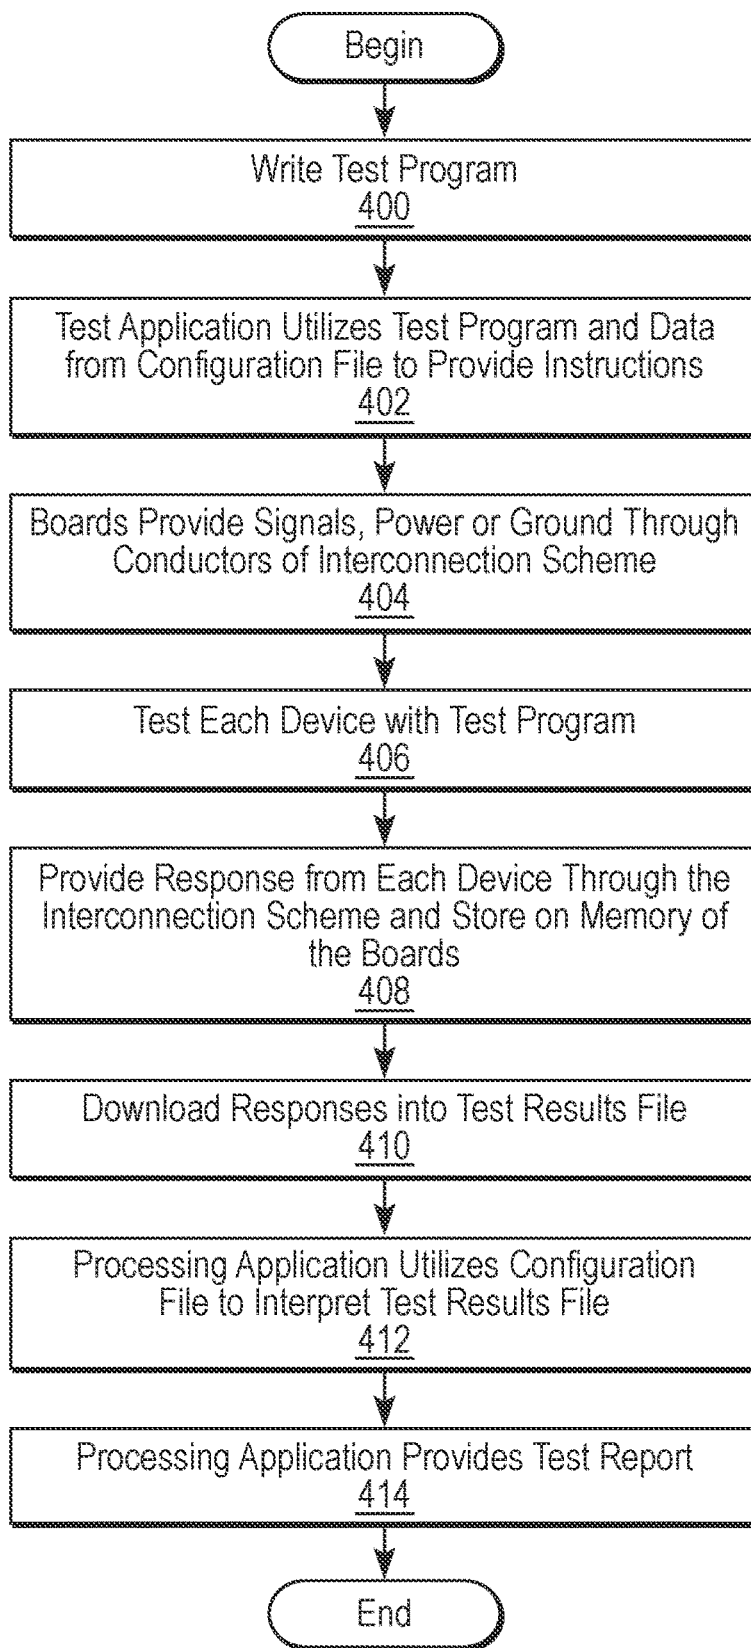 Begin
Write Test Program
400
Test Application Utilizes Test Program and Data
from Configuration File to Provide Instructions
402
Boards Provide Signals, Power or Ground Through
Conductors of Interconnection Scheme
404
Test Each Device with Test Program
406
Provide Response from Each Device Through the
Interconnection Scheme and Store on Memory of
the Boards
408
Download Responses into Test Results File
410
Processing Application Utilizes Configuration
File to Interpret Test Results File
412
Processing Application Provides Test Report
414
End